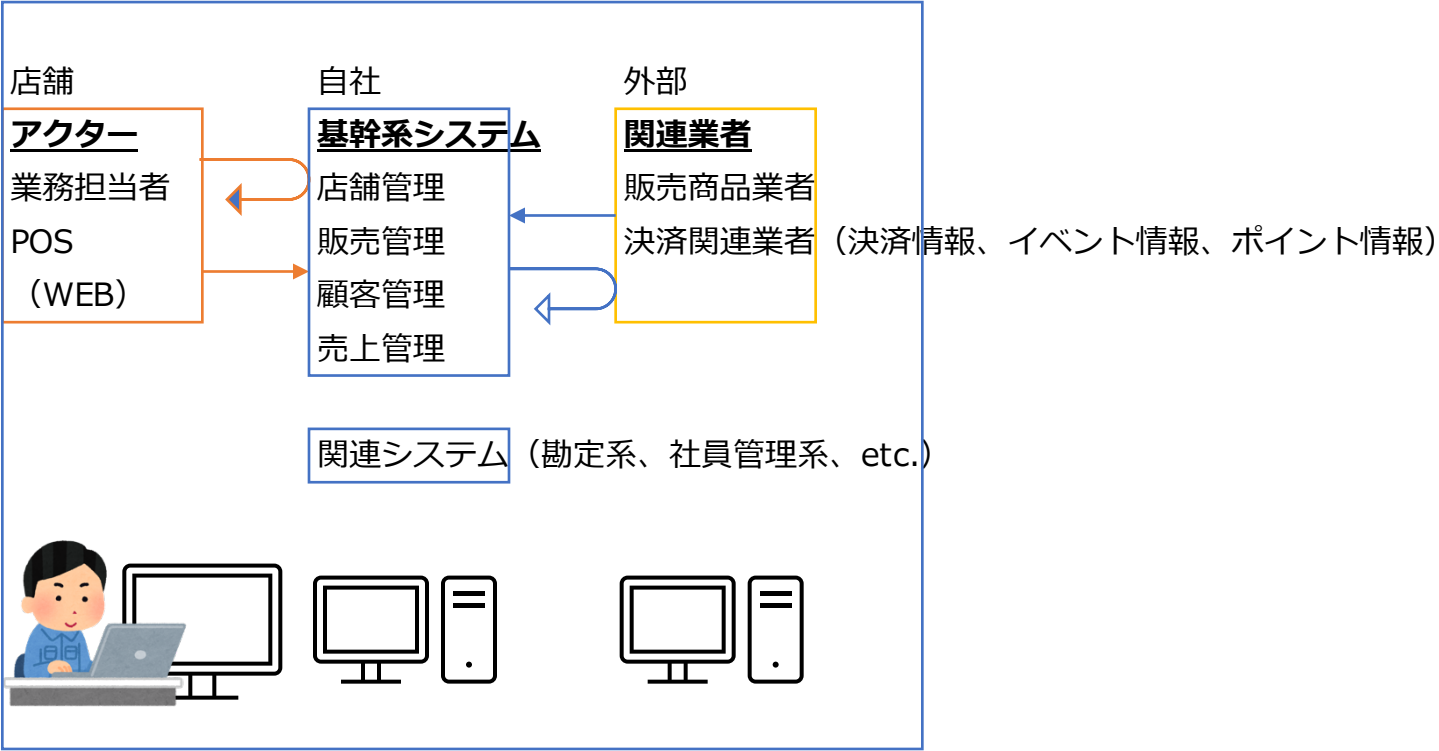 店舗
アクター
業務担当者
POS
（WEB）
自社
基幹系システム
店舗管理
販売管理
顧客管理
売上管理
関連システム（勘定系、社員管理系、etc.）
外部
関連業者
販売商品業者
決済関連業者（決済情報、イベント情報、ポイント情報）